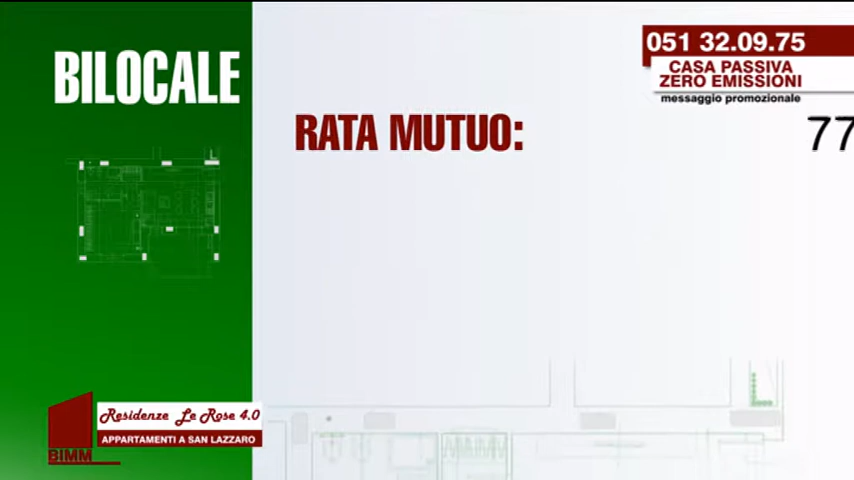 BILOCALE
051 32.09.75
CASA PASSIVA
ZERO EMISSIONI
messaggio promozionale
RATA MUTUO:
77
Residenze Le Rose 4.0
APPARTAMENTI A SAN LAZZARO
BIMM